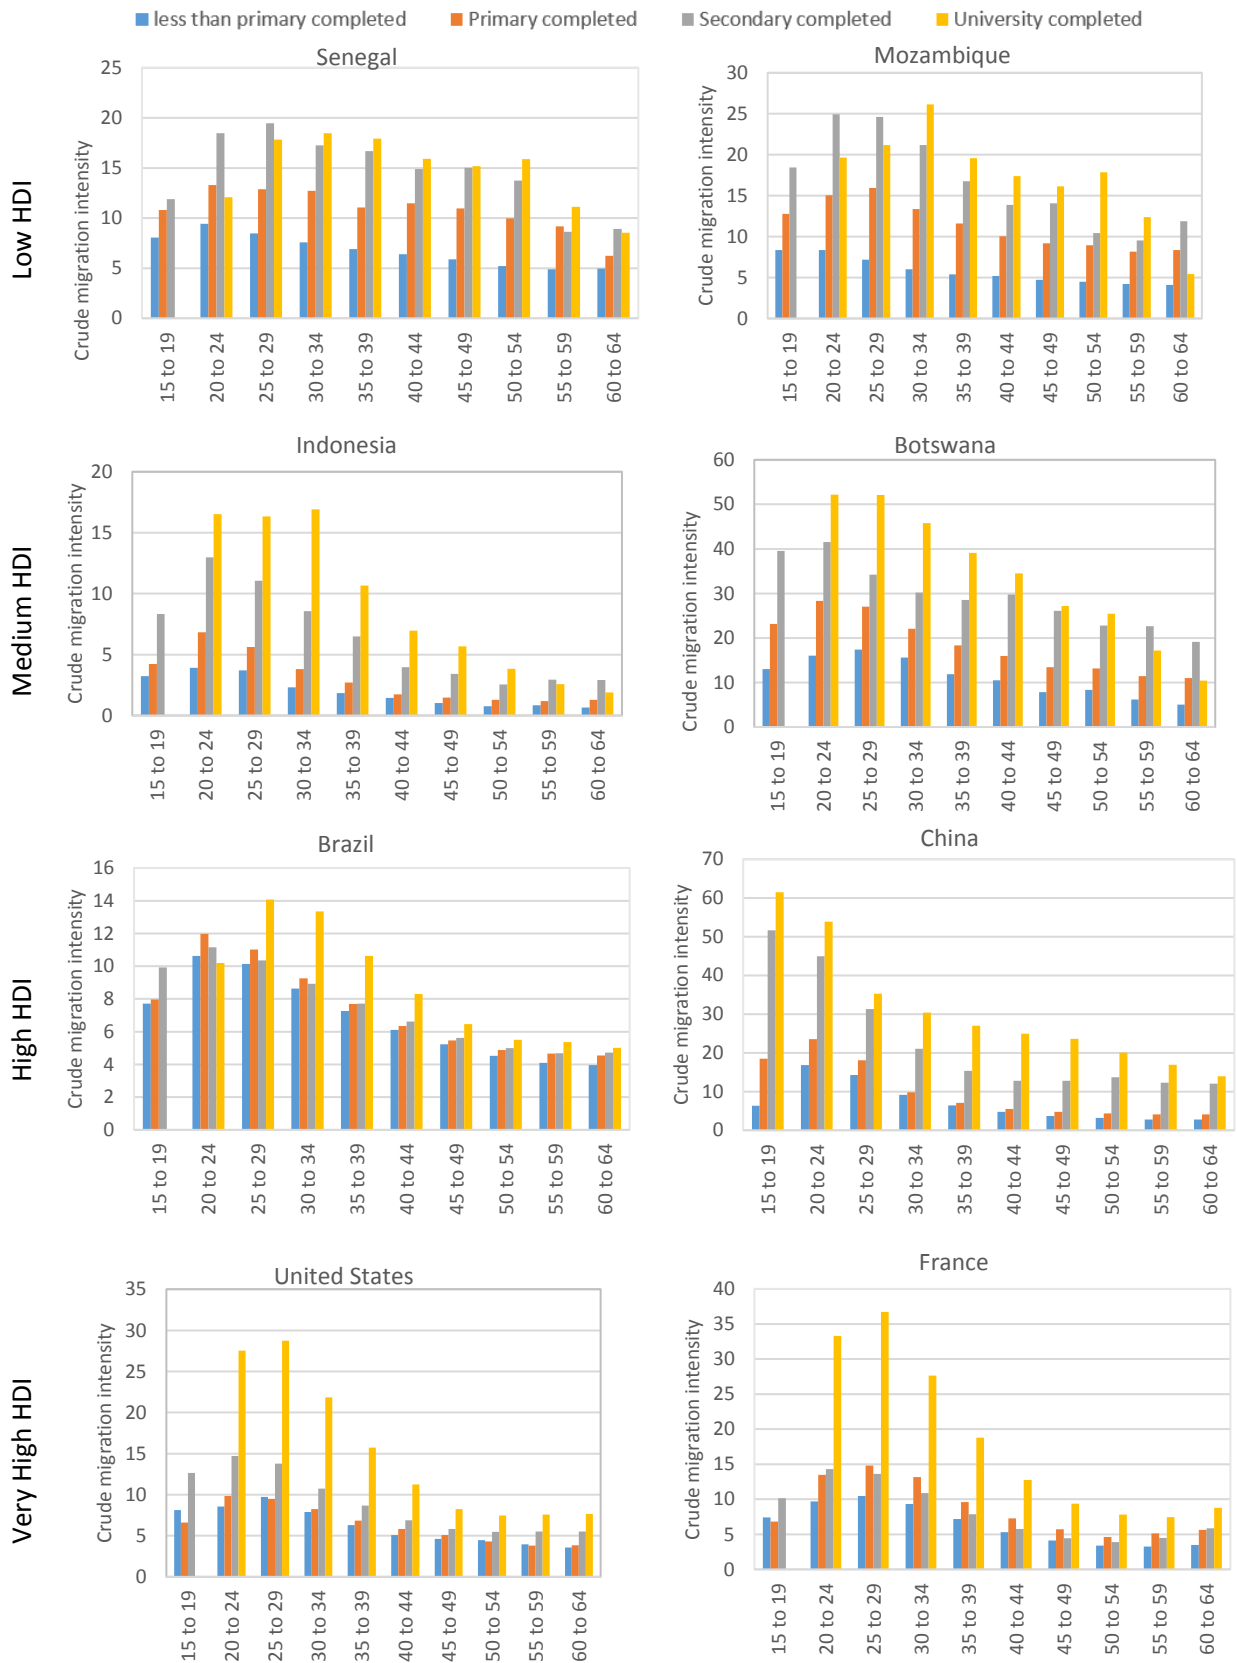 less than primary completed Primary completed Secondary completed University completed
Low HDI
Senegal
Crude migration intensity
25
20
15
10
5
0
15 to 19 20 to 24 25 to 29 30 to 34 35 to 39 40 to 44 45 to 49 50 to 54 55 to 59 60 to 64
Mozambique
Crude migration intensity
30
25
20
15
10
5
0
15 to 19 20 to 24 25 to 29 30 to 34 35 to 39 40 to 44 45 to 49 50 to 54 55 to 59 60 to 64
Medium HDI
Indonesia
Crude migration intensity
20
15
10
5
0
15 to 19 20 to 24 25 to 29 30 to 34 35 to 39 40 to 44 45 to 49 50 to 54 55 to 59 60 to 64
Botswana
Crude migration intensity
60
50
40
30
20
10
0
15 to 19 20 to 24 25 to 29 30 to 34 35 to 39 40 to 44 45 to 49 50 to 54 55 to 59 60 to 64
High HDI
Brazil
Crude migration intensity
16
14
12
10
8
6
4
2
0
15 to 19 20 to 24 25 to 29 30 to 34 35 to 39 40 to 44 45 to 49 50 to 54 55 to 59 60 to 64
China
Crude migration intensity
70
60
50
40
30
20
10
0
15 to 19 20 to 24 25 to 29 30 to 34 35 to 39 40 to 44 45 to 49 50 to 54 55 to 59 60 to 64
Very High HDI
United States
Crude migration intensity
35
30
25
20
15
10
5
0
15 to 19 20 to 24 25 to 29 30 to 34 35 to 39 40 to 44 45 to 49 50 to 54 55 to 59 60 to 64
France
Crude migration intensity
40
35
30
25
20
15
10
5
0
15 to 19 20 to 24 25 to 29 30 to 34 35 to 39 40 to 44 45 to 49 50 to 54 55 to 59 60 to 64